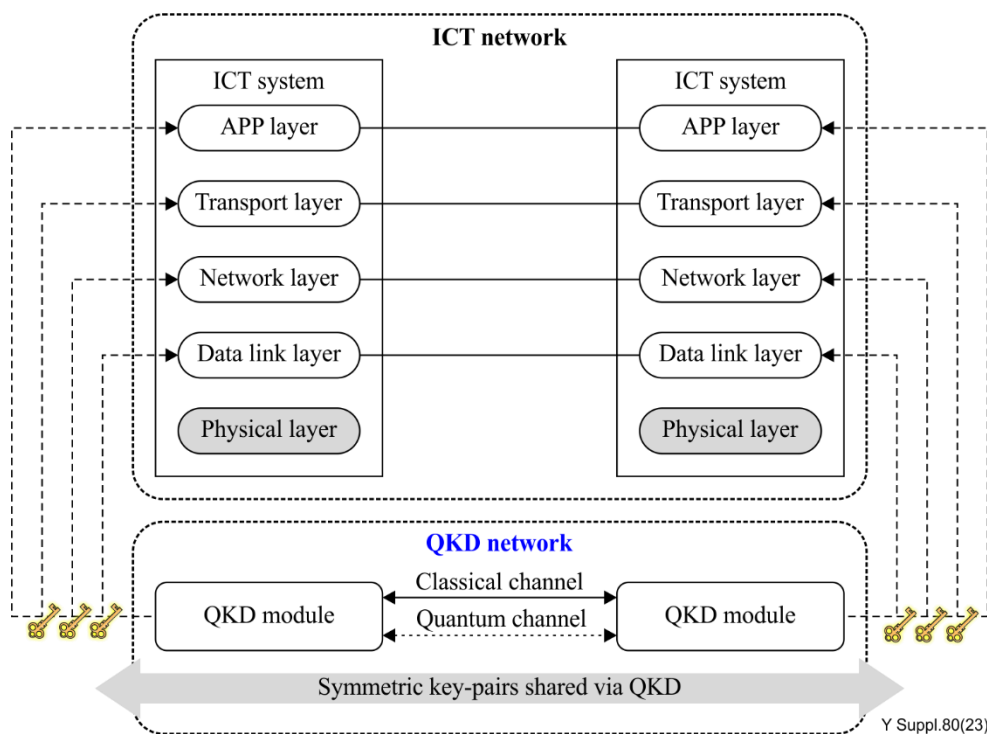 ICT network
ICT system
ICT system
APP layer
APP layer
Transport layer
Transport layer
Network layer
Network layer
Data link layer
Data link layer
Physical layer
Physical layer
QKD network
Classical channel
QKD module
QKD module
Quantum channel
Symmetric key-pairs shared via QKD
Y Suppl.80(23)